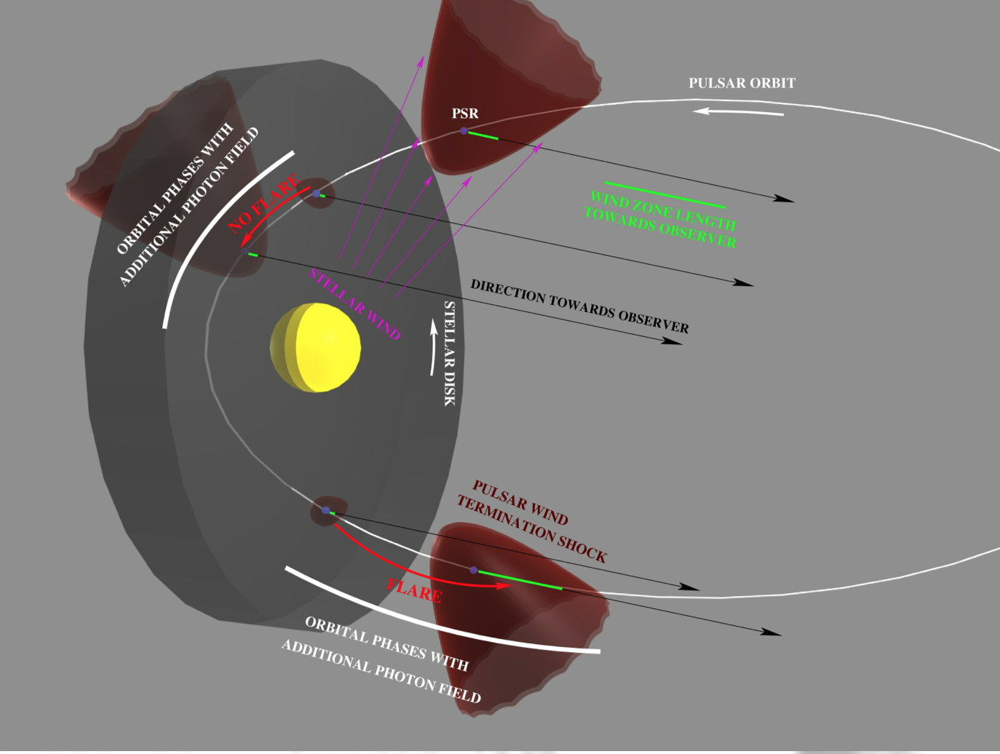 PULSAR ORBIT
PSR
ORBITAL PHASES WITH
ADDITIONAL PHOTON FIELD
NO FLARE
WIND ZONE LENGTH
TOWARDS OBSERVER
STELLAR WIND
DIRECTION TOWARDS OBSERVER
STELLAR DISK
PULSAR WIND
TERMINATION SHOCK
FLARE
ORBITAL PHASES WITH
ADDITIONAL PHOTON FIELD